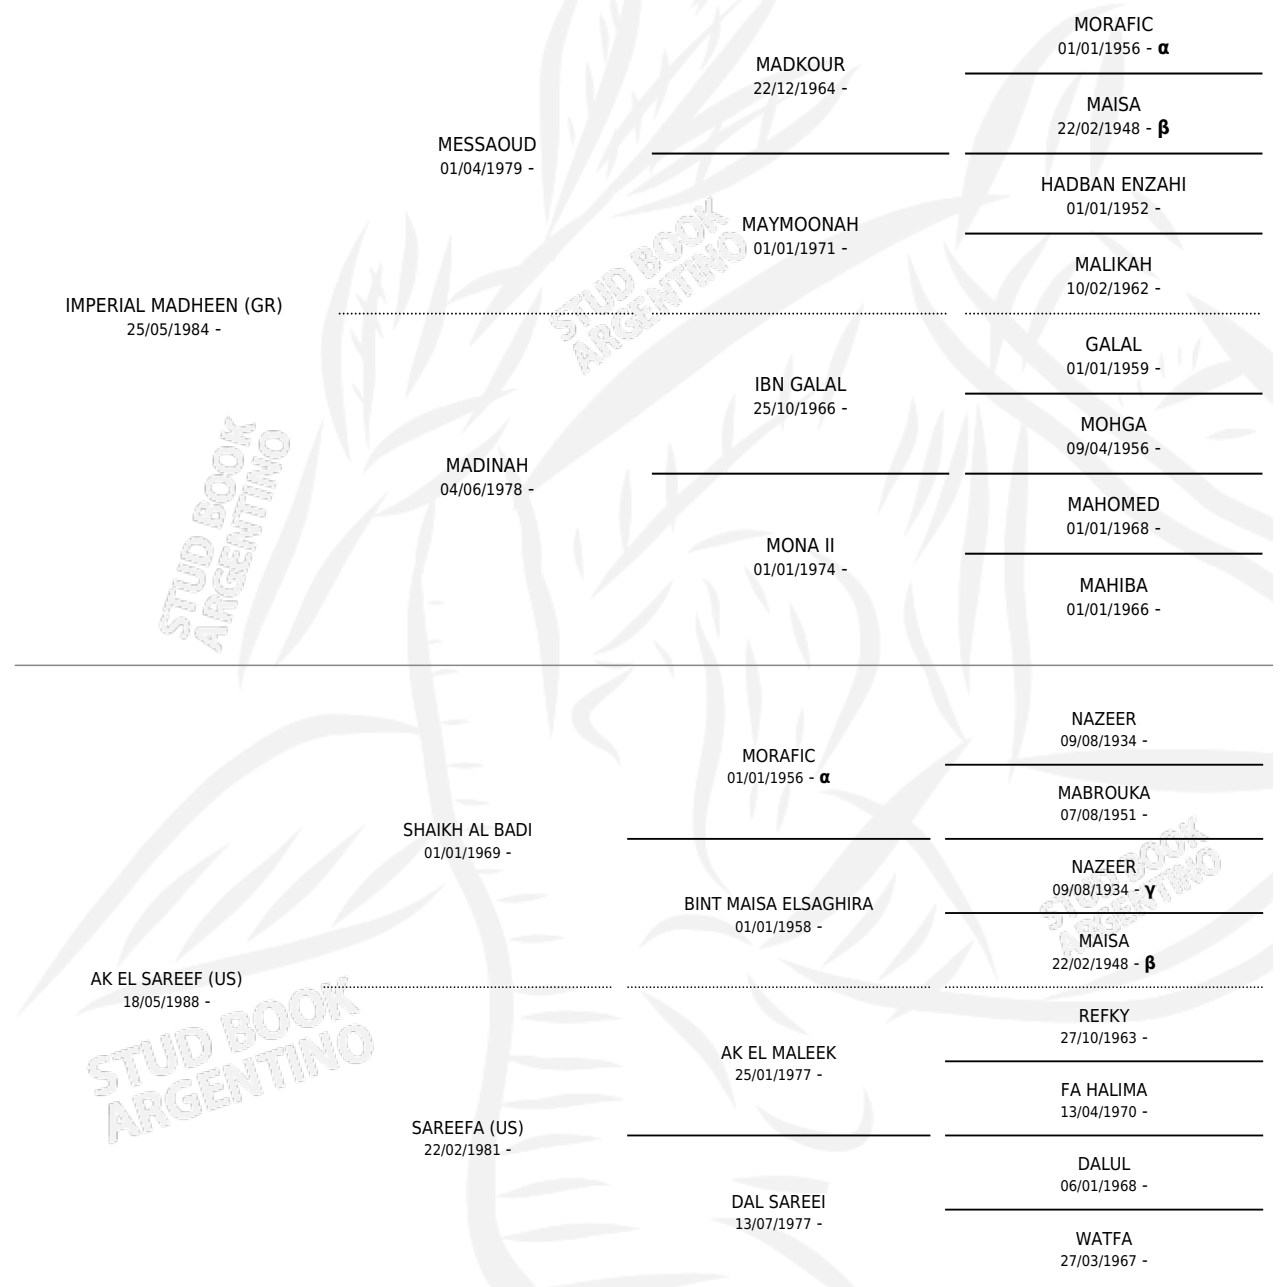 MORAFIC
01/01/1956 - α
MADKOUR
22/12/1964 -
MAISA
22/02/1948 - β
MESSAOUD
01/04/1979 -
HADBAN ENZAHI
01/01/1952 -
MAYMOONAH
01/01/1971 -
MALIKAH
10/02/1962 -
IMPERIAL MADHEEN (GR)
25/05/1984 -
GALAL
01/01/1959 -
IBN GALAL
25/10/1966 -
MOHGA
09/04/1956 -
MADINAH
04/06/1978 -
MAHOMED
01/01/1968 -
MONA II
01/01/1974 -
MAHIBA
01/01/1966 -
STUD BOOK
ARGENTINO
STUD BOOK
ARGENTINO
NAZEER
09/08/1934 -
MORAFIC
01/01/1956 - α
MABROUKA
07/08/1951 -
SHAIKH AL BADI
01/01/1969 -
NAZEER
09/08/1934 - γ
BINT MAISA ELSAGHIRA
01/01/1958 -
MAISA
22/02/1948 - β
AK EL SAREEF (US)
18/05/1988 -
REFKY
27/10/1963 -
AK EL MALEEK
25/01/1977 -
FA HALIMA
13/04/1970 -
SAREEFA (US)
22/02/1981 -
DALUL
06/01/1968 -
DAL SAREEI
13/07/1977 -
WATFA
27/03/1967 -
STUD BOOK
ARGENTINO
STUD BOOK
ARGENTINO